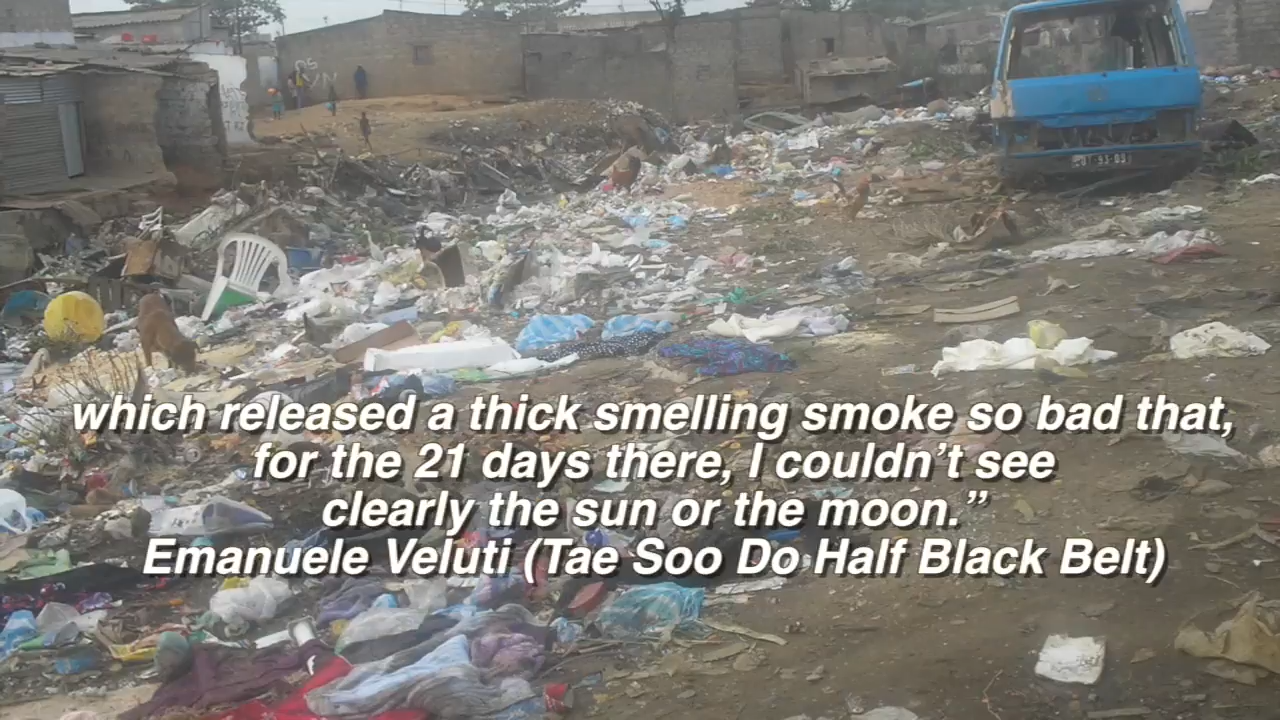 which released a thick smelling smoke so bad that,
for the 21 days there, I couldn't see
clearly the sun or the moon.”
Emanuele Veluti (Tae Soo Do Half Black Belt)